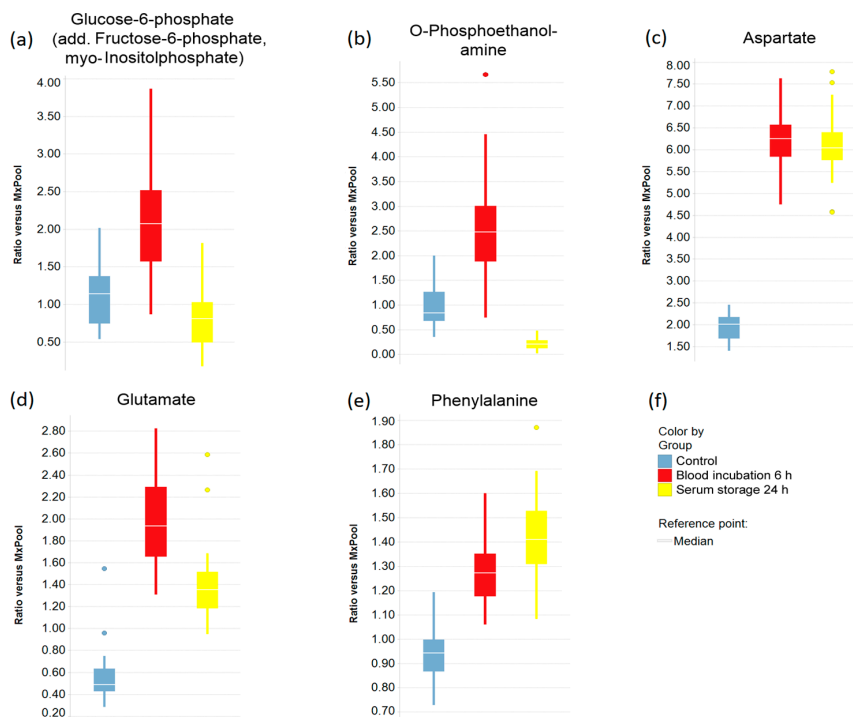 (a)
Glucose-6-phosphate
(add. Fructose-6-phosphate,
myo-Inositolphosphate)
Ratio versus MxPool
4.00
3.50
3.00
2.50
2.00
1.50
1.00
0.50
(b)
O-Phosphoethanol-
amine
Ratio versus MxPool
5.50
5.00
4.50
4.00
3.50
3.00
2.50
2.00
1.50
1.00
0.50
0.00
(c)
Aspartate
Ratio versus MxPool
8.00
7.50
7.00
6.50
6.00
5.50
5.00
4.50
3.50
3.00
2.50
2.00
1.50
(d)
Glutamate
Ratio versus MxPool
2.80
2.60
2.40
2.20
2.00
1.80
1.60
1.40
1.20
1.00
0.80
0.60
0.40
0.20
(e)
Phenylalanine
Ratio versus MxPool
1.90
1.80
1.70
1.60
1.50
1.40
1.30
1.20
1.10
1.00
0.90
0.80
0.70
(f)
Color by
Group
Control
Blood incubation 6 h
Serum storage 24 h
Reference point:
Median